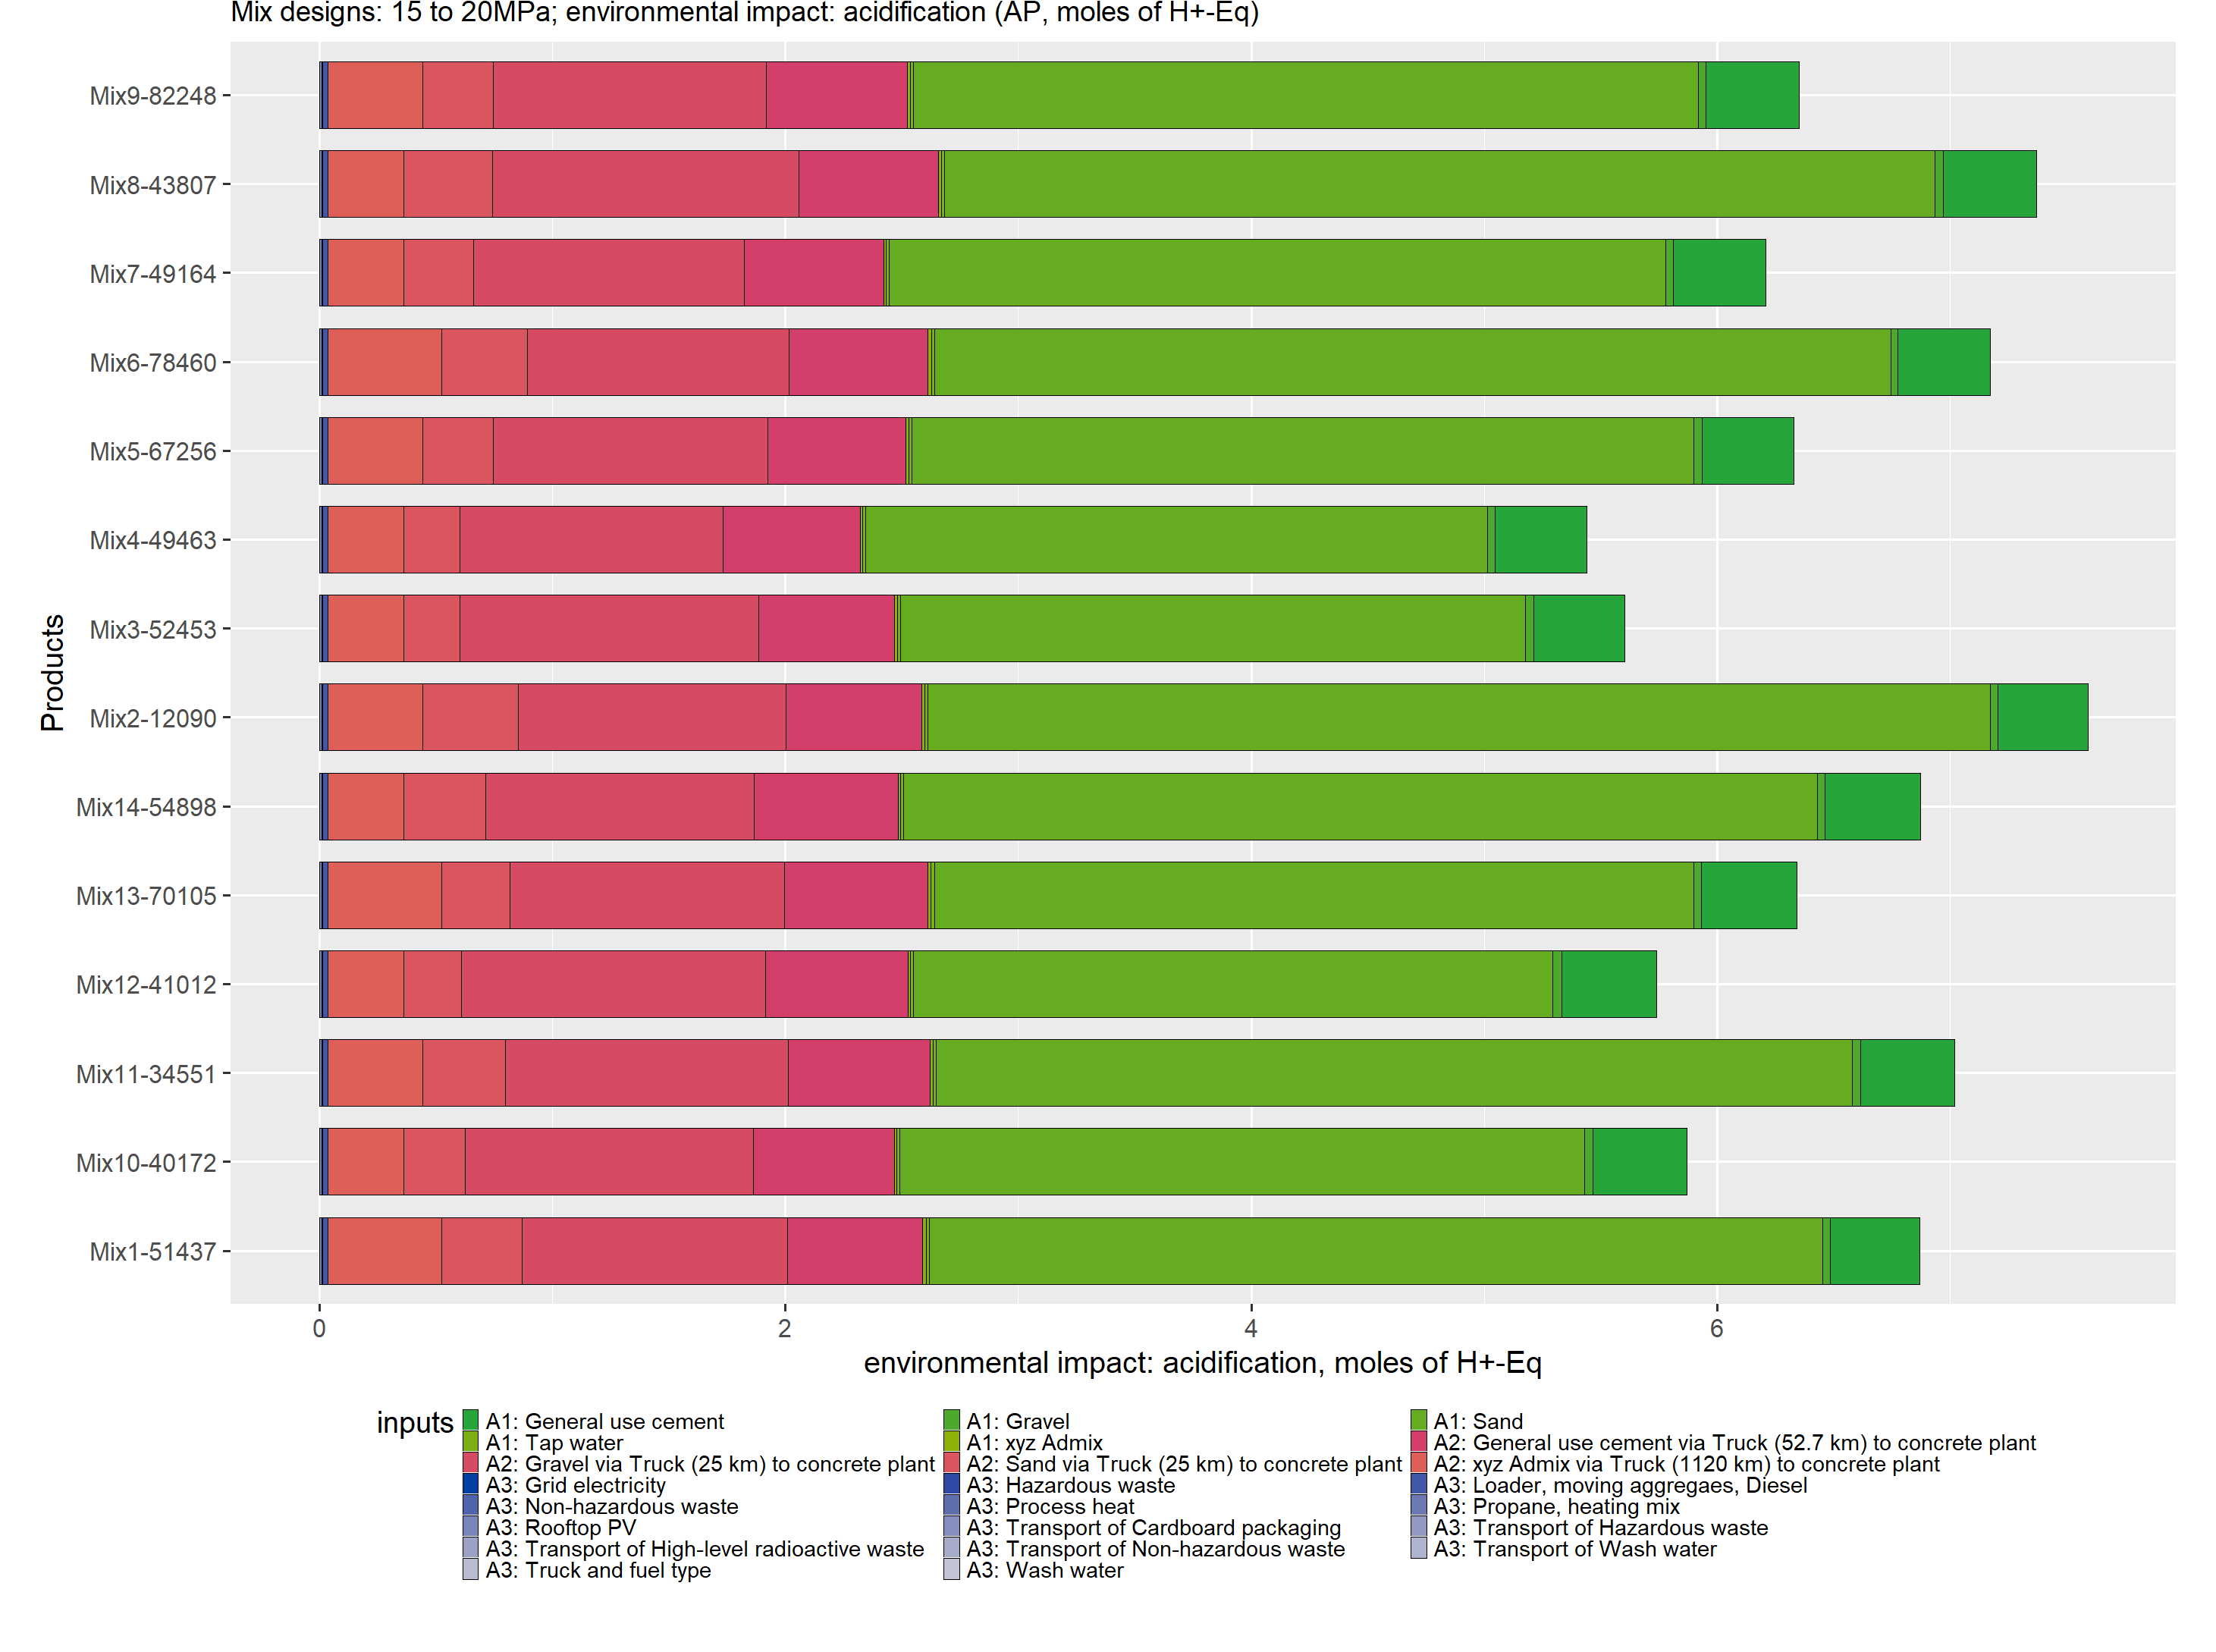 Mix designs: 15 to 20MPa; environmental impact: acidification (AP, moles of H+-Eq)
Products
Mix9-82248
Mix8-43807
Mix7-49164
Mix6-78460
Mix5-67256
Mix4-49463
Mix3-52453
Mix2-12090
Mix14-54898
Mix13-70105
Mix12-41012
Mix11-34551
Mix10-40172
Mix1-51437
0 2 4 6
environmental impact: acidification, moles of H+-Eq
inputs
A1: General use cement A1: Gravel A1: Sand
A1: Tap water A1: xyz Admix A2: General use cement via Truck (52.7 km) to concrete plant
A2: Gravel via Truck (25 km) to concrete plant A2: Sand via Truck (25 km) to concrete plant A2: xyz Admix via Truck (1120 km) to concrete plant
A3: Grid electricity A3: Hazardous waste A3: Loader, moving aggregaes, Diesel
A3: Non-hazardous waste A3: Process heat A3: Propane, heating mix
A3: Rooftop PV A3: Transport of Cardboard packaging A3: Transport of Hazardous waste
A3: Transport of High-level radioactive waste A3: Transport of Non-hazardous waste A3: Transport of Wash water
A3: Truck and fuel type A3: Wash water